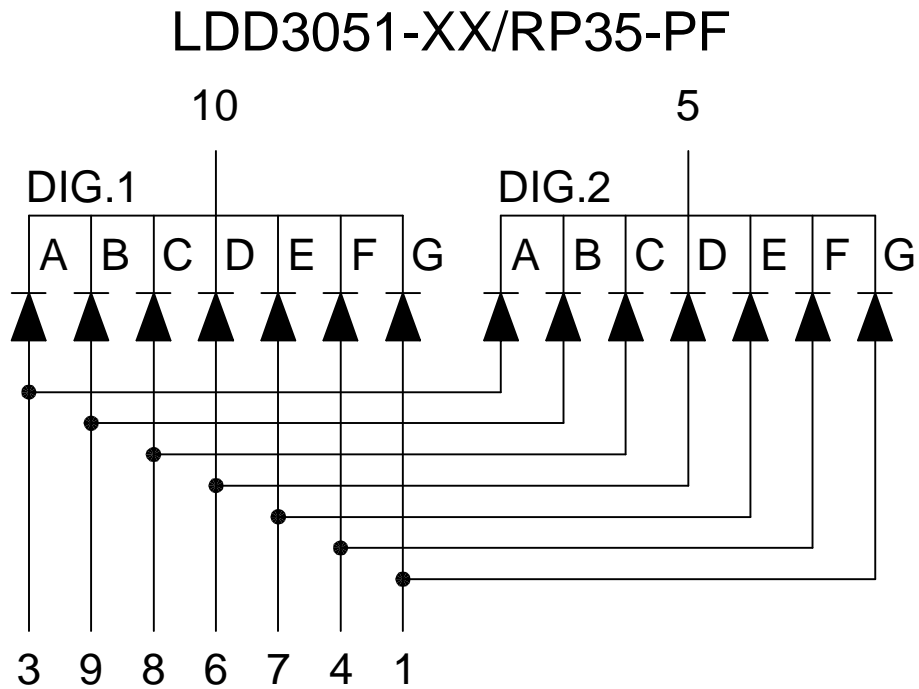 LDD3051-XX/RP35-PF
10 5
DIG.1 DIG.2
A B C D E F G A B C D E F G
3 9 8 6 7 4 1